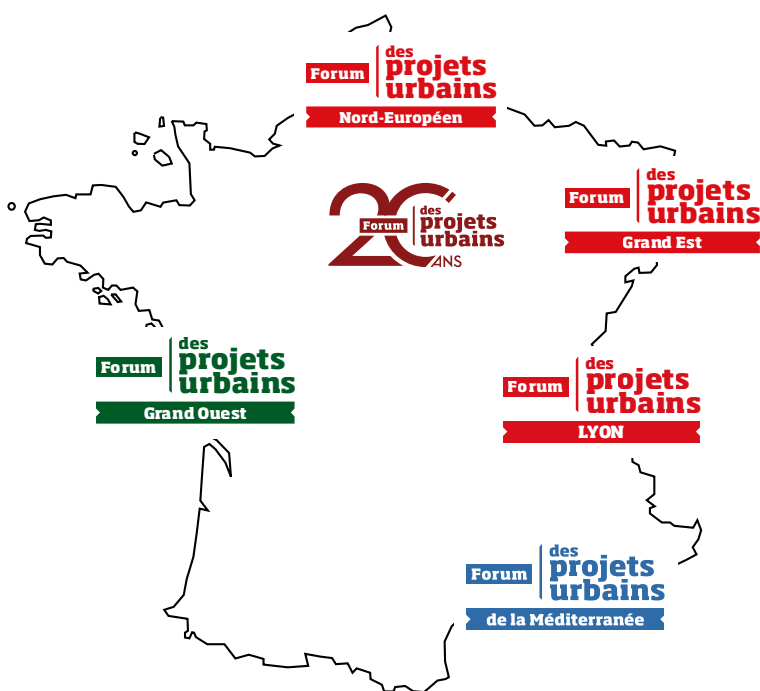 des
Forum projets
urbains
Nord-Européen
des
Forum projets
urbains
Grand Est
20
des
Forum projets
urbains
ANS
des
Forum projets
urbains
Grand Ouest
des
Forum projets
urbains
LYON
des
Forum projets
urbains
de la Méditerranée